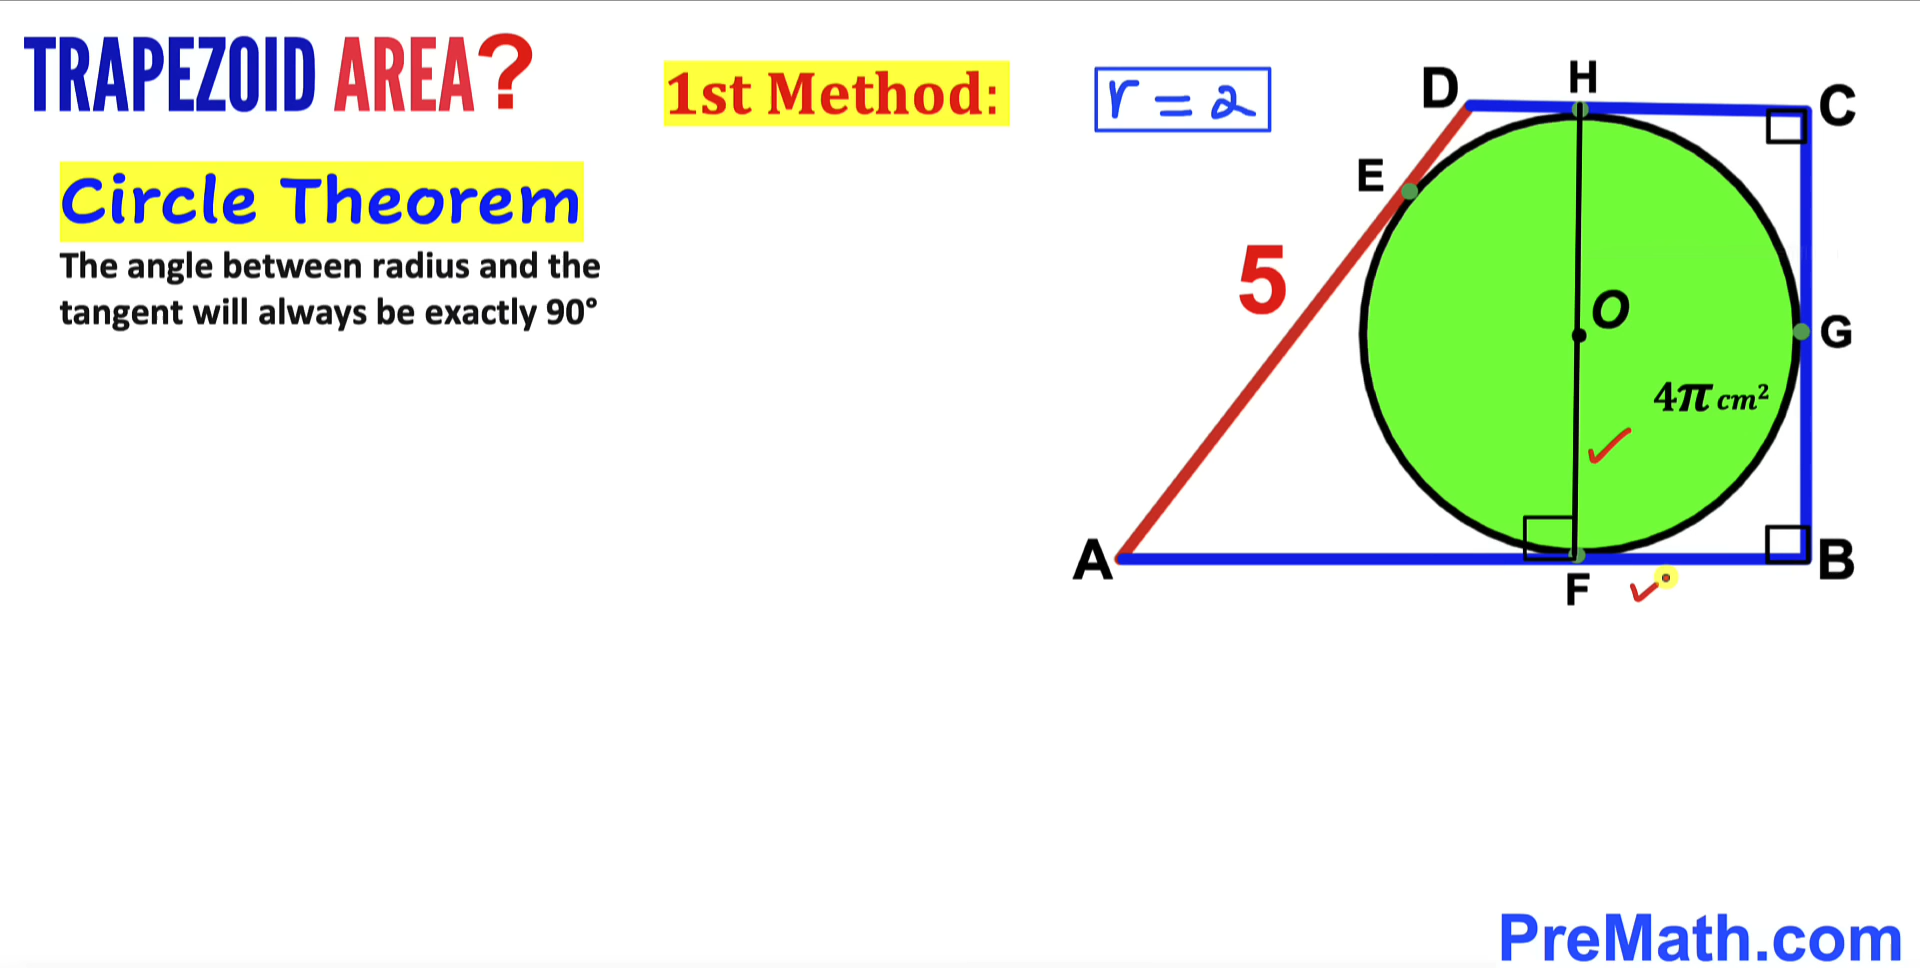 TRAPEZOID AREA?
1st Method:
r = 2
Circle Theorem
The angle between radius and the
tangent will always be exactly 90°
D
H
C
E
5
O
G
4π cm²
A
B
F
PreMath.com